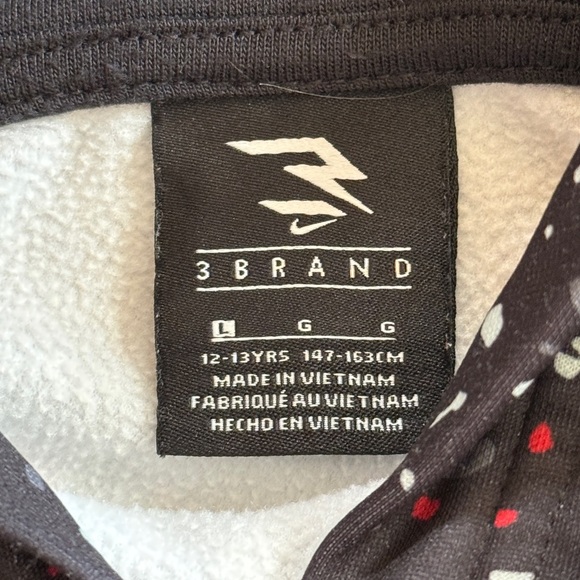 3BRAND
L G G
12-13YRS 147-163CM
MADE IN VIETNAM
FABRIQUÉ AU VIETNAM
HECHO EN VIETNAM